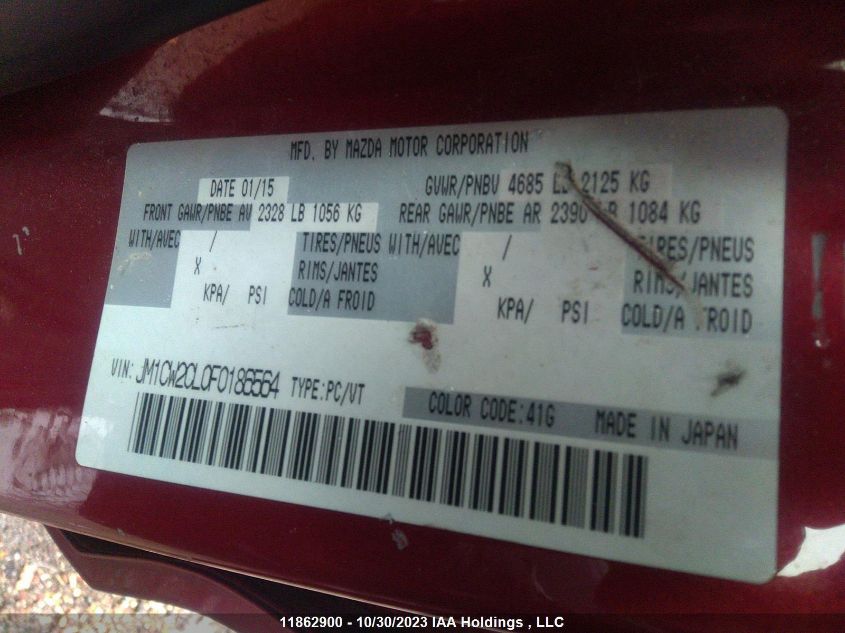 MFD. BY MAZDA MOTOR CORPORATION
DATE 01/15 GVWR/PNBV 4685 LB 2125 KG
FRONT GAWR/PNBE AV 2328 LB 1056 KG REAR GAWR/PNBE AR 2390 LB 1084 KG
WITH/AVEC / TIRES/PNEUS WITH/AVEC / TIRES/PNEUS
X RIMS/JANTES X RIMS/JANTES
KPA/ PSI COLD/A FROID KPA/ PSI COLD/A FROID
VIN: JM1CW2CL0F0186564 TYPE:PC/VT
COLOR CODE:41G MADE IN JAPAN
11862900 - 10/30/2023 IAA Holdings , LLC